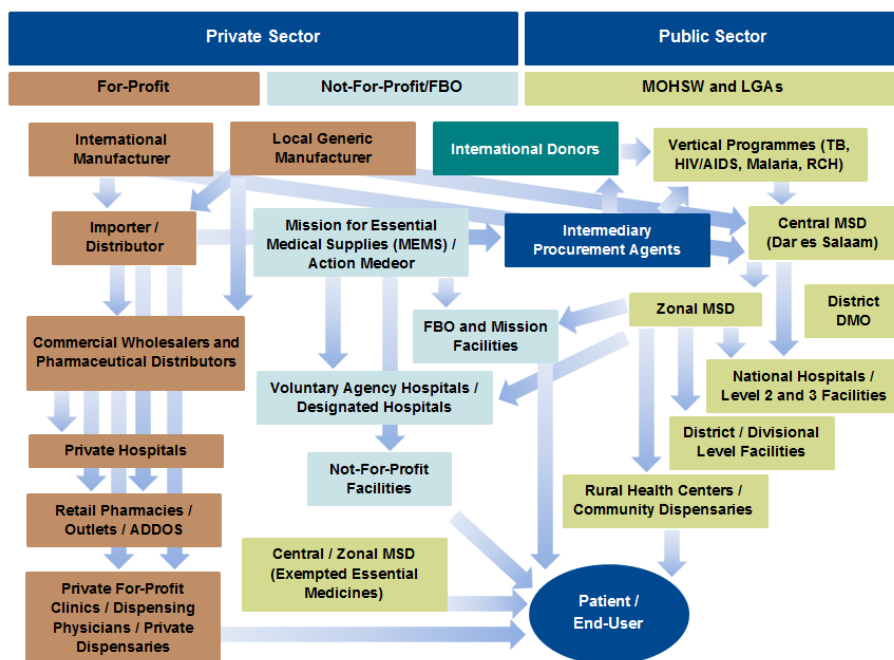 Private Sector
Public Sector
For-Profit
Not-For-Profit/FBO
MOHSW and LGAs
International
Manufacturer
Local Generic
Manufacturer
International Donors
Vertical Programmes (TB,
HIV/AIDS, Malaria, RCH)
Importer /
Distributor
Mission for Essential
Medical Supplies (MEMS) /
Action Medeor
Intermediary
Procurement Agents
Central MSD
(Dar es Salaam)
Commercial Wholesalers and
Pharmaceutical Distributors
FBO and Mission
Facilities
Zonal MSD
District
DMO
Voluntary Agency Hospitals /
Designated Hospitals
National Hospitals /
Level 2 and 3 Facilities
Private Hospitals
Not-For-Profit
Facilities
District / Divisional
Level Facilities
Retail Pharmacies /
Outlets / ADDOS
Rural Health Centers /
Community Dispensaries
Central / Zonal MSD
(Exempted Essential
Medicines)
Private For-Profit
Clinics / Dispensing
Physicians / Private
Dispensaries
Patient /
End-User